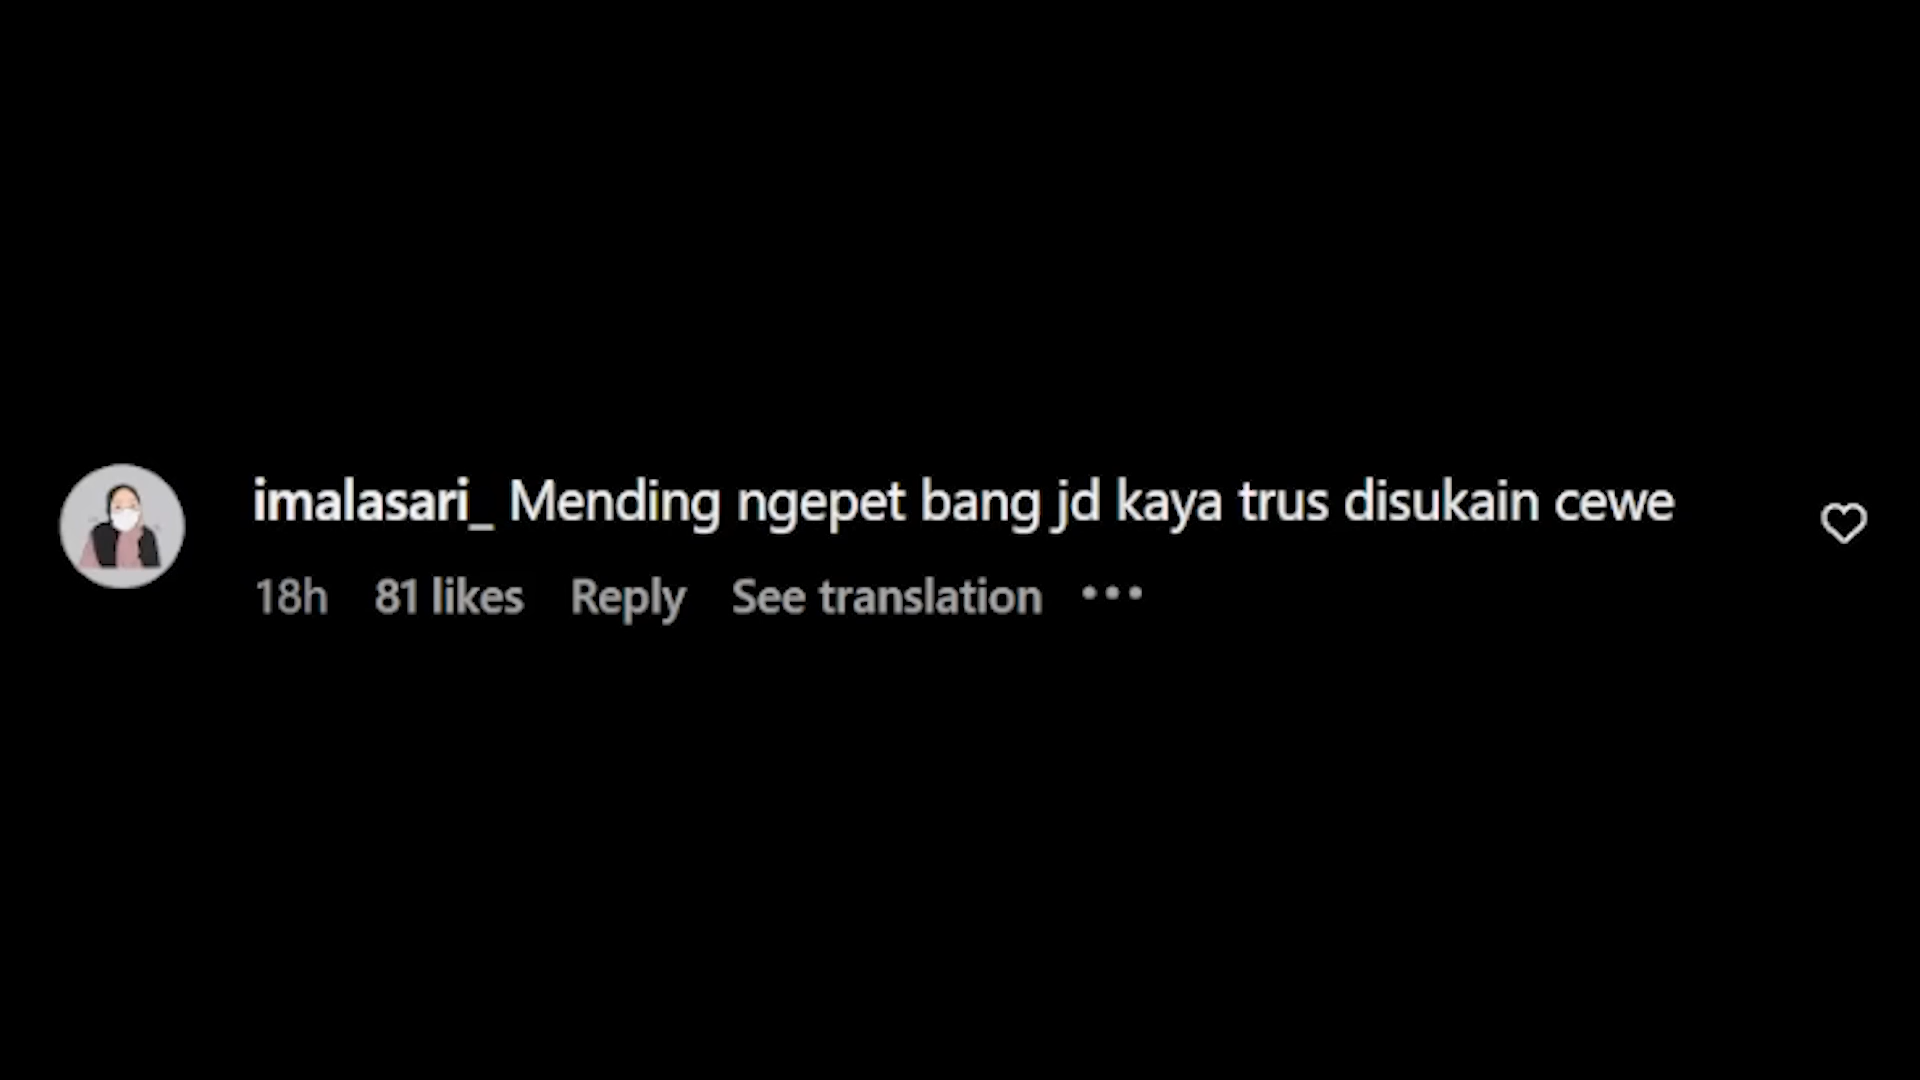 imalasari_ Mending ngepet bang jd kaya trus disukain cewe
18h 81 likes Reply See translation •••